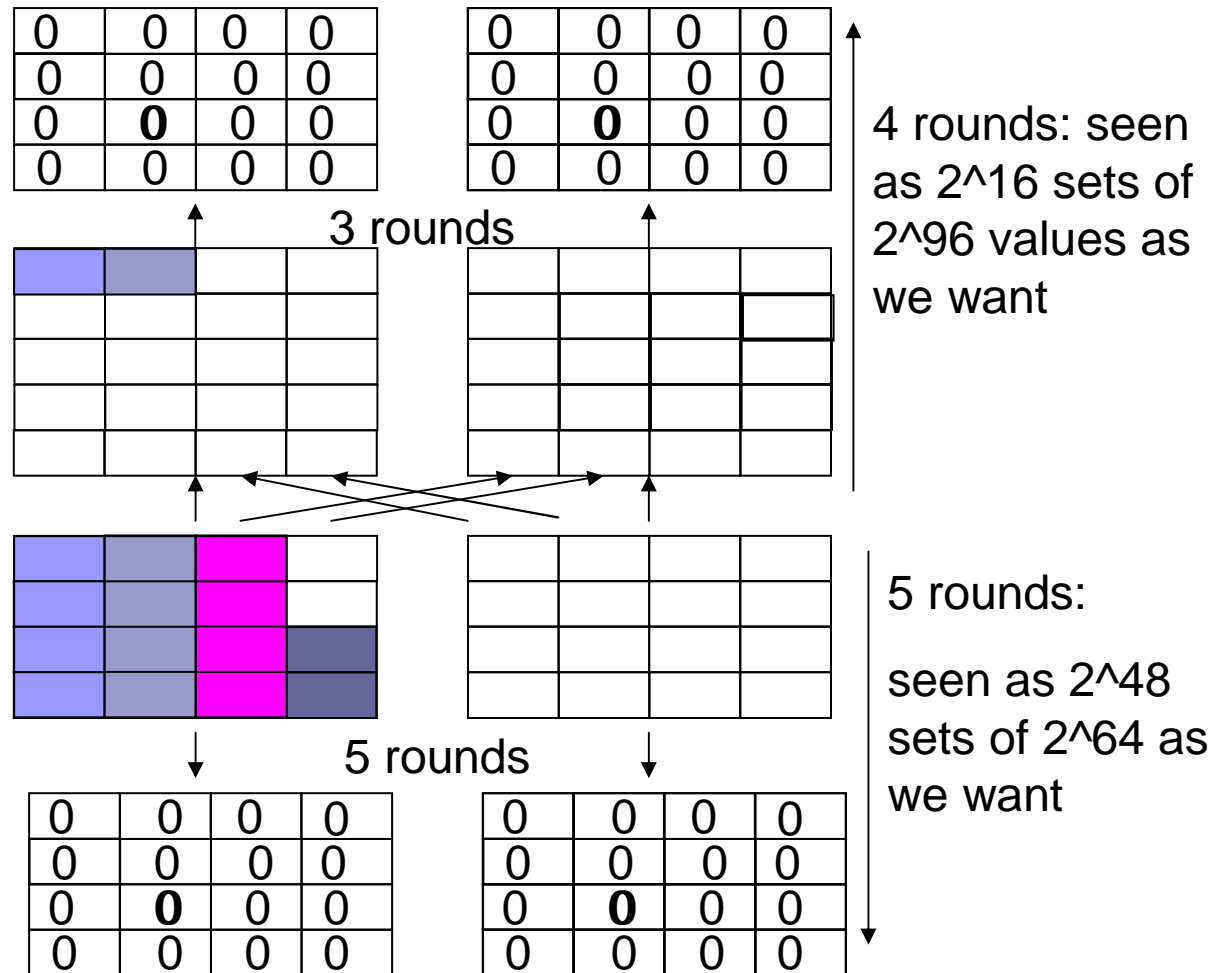 0 0 0 0 0 0 0 0
0 0 0 0 0 0 0 0
0 0 0 0 0 0 0 0
0 0 0 0 0 0 0 0
4 rounds: seen
as 2^16 sets of
2^96 values as
we want
3 rounds
5 rounds:
seen as 2^48
sets of 2^64 as
we want
5 rounds
0 0 0 0 0 0 0 0
0 0 0 0 0 0 0 0
0 0 0 0 0 0 0 0
0 0 0 0 0 0 0 0